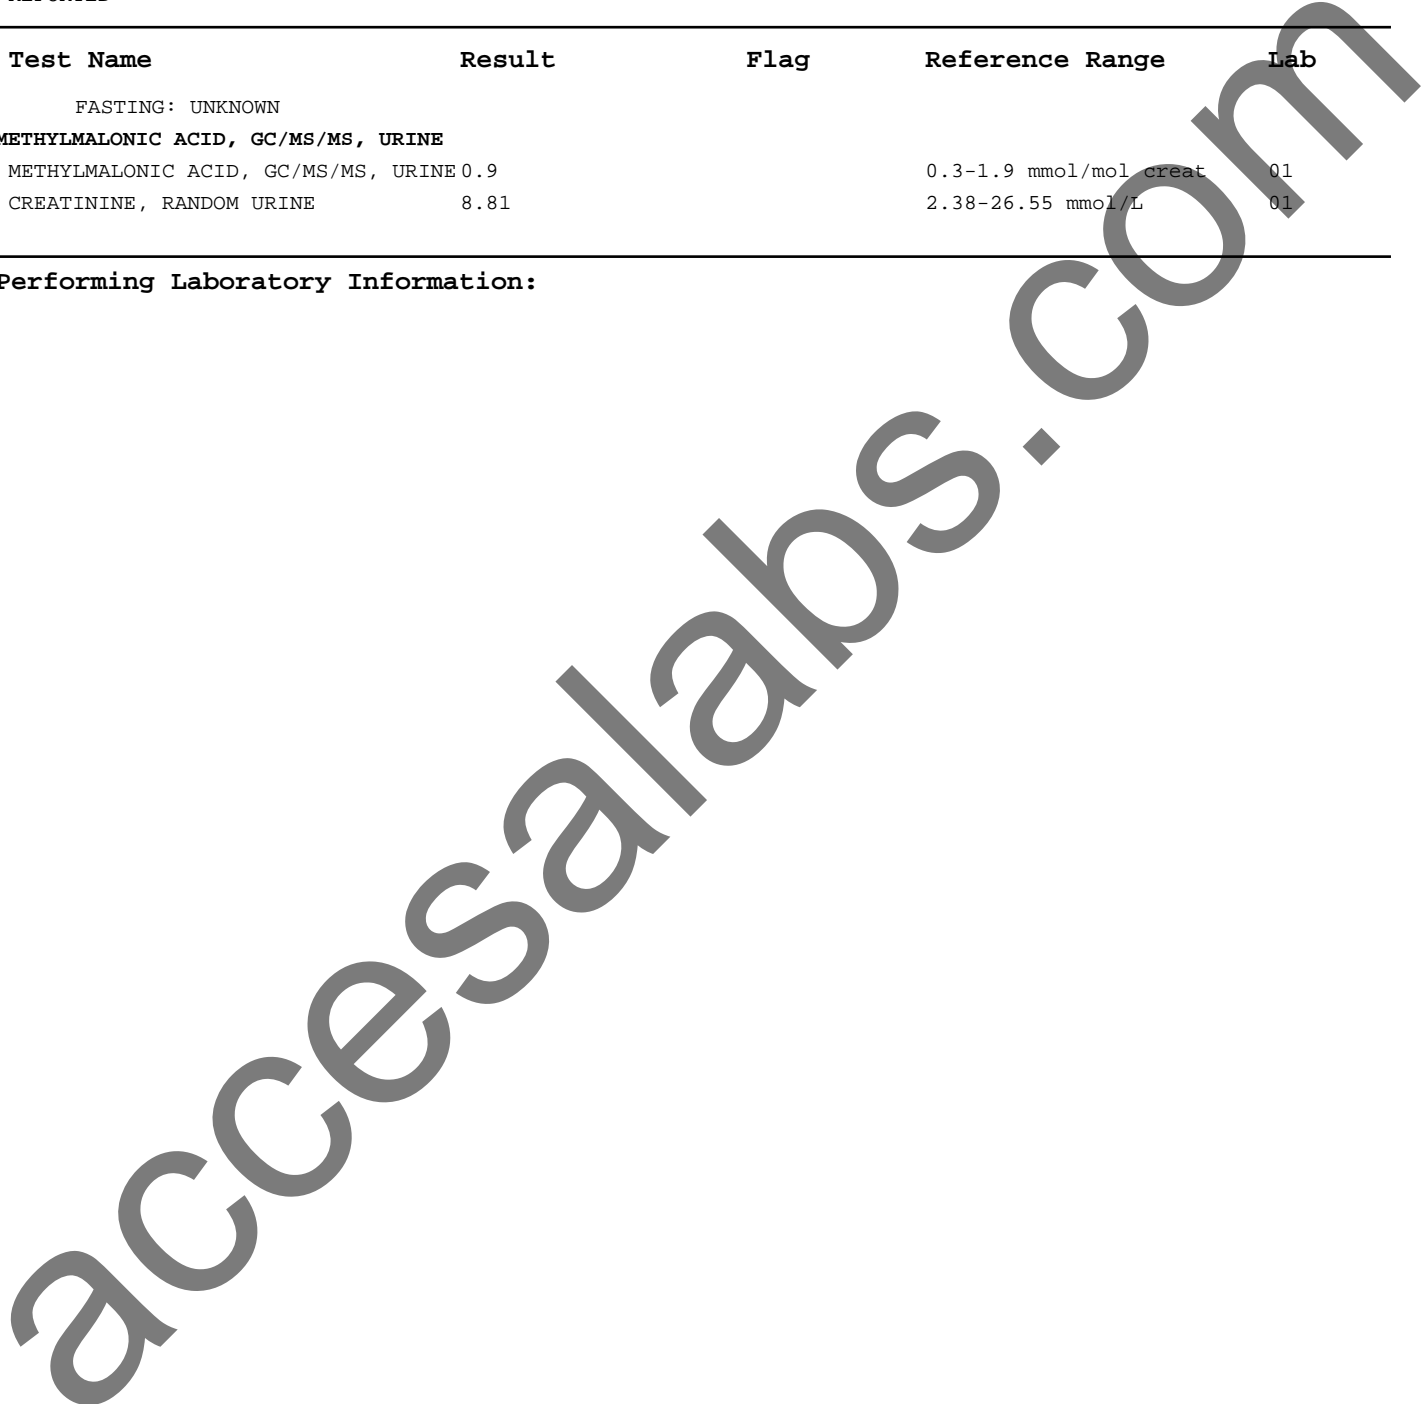 Test Name Result Flag Reference Range Lab
FASTING: UNKNOWN
METHYLMALONIC ACID, GC/MS/MS, URINE
METHYLMALONIC ACID, GC/MS/MS, URINE 0.9 0.3-1.9 mmol/mol creat 01
CREATININE, RANDOM URINE 8.81 2.38-26.55 mmol/L 01
Performing Laboratory Information:
accesalabs.com